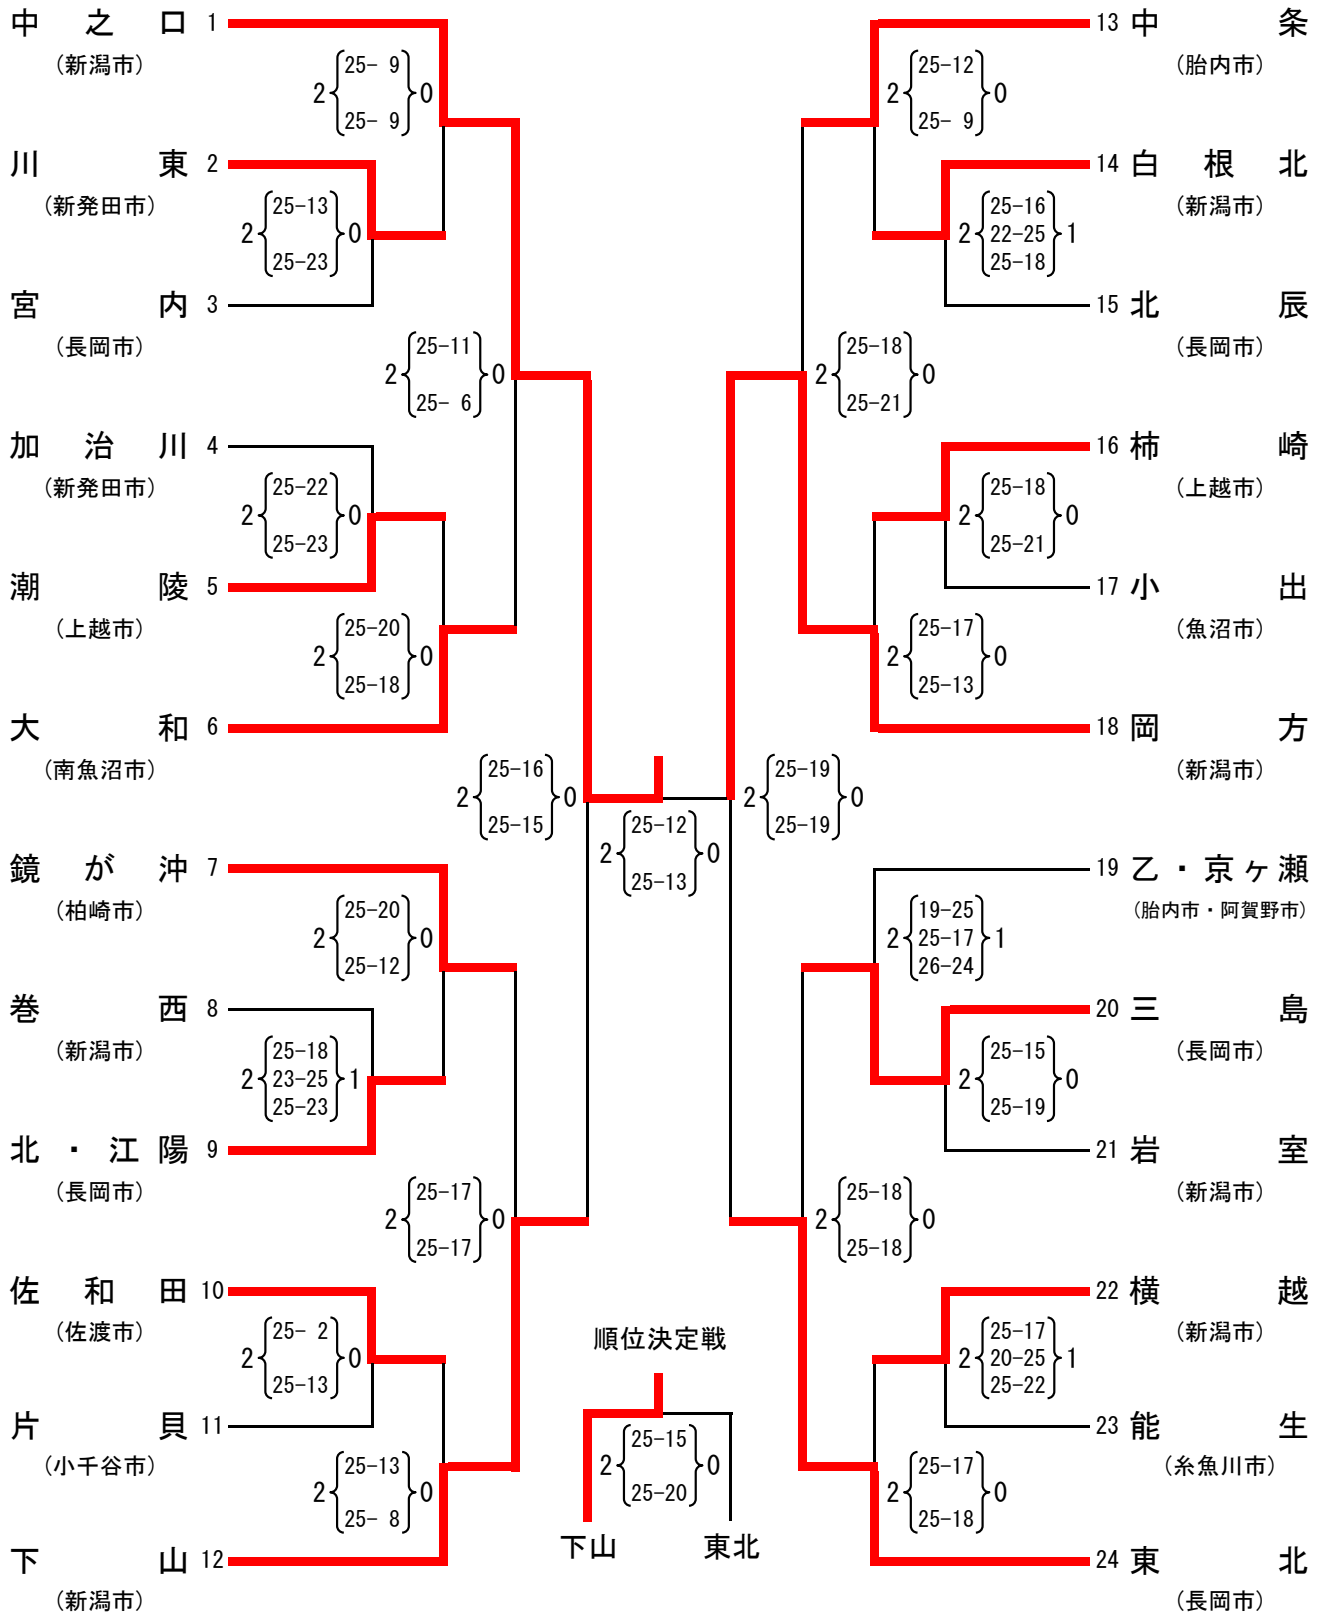 中之口 1
(新潟市)
2 25- 9 0
25- 9
川東 2
(新発田市)
25-13
2 0
25-23
宮内 3
(長岡市)
25-11
2 0
25- 6
加治川 4
(新発田市)
25-22
2 0
25-23
潮陵 5
(上越市)
25-20
2 0
25-18
大和 6
(南魚沼市)
25-16
2 0
25-15
鏡が沖 7
(柏崎市)
25-20
2 0
25-12
巻西 8
(新潟市)
25-18
2 23-25 1
25-23
北・江陽 9
(長岡市)
25-17
2 0
25-17
佐和田 10
(佐渡市)
25- 2
2 0
25-13
片貝 11
(小千谷市)
25-13
2 0
25- 8
下山 12
(新潟市)
25-12
2 0
25-13
順位決定戦
25-15
2 0
25-20
下山 東北
13 中条
(胎内市)
25-12
2 0
25- 9
14 白根北
(新潟市)
25-16
2 22-25 1
25-18
15 北辰
(長岡市)
25-18
2 0
25-21
16 柿崎
(上越市)
25-18
2 0
25-21
17 小出
(魚沼市)
25-17
2 0
25-13
18 岡方
(新潟市)
25-19
2 0
25-19
19 乙・京ヶ瀬
(胎内市・阿賀野市)
19-25
2 25-17 1
26-24
20 三島
(長岡市)
25-15
2 0
25-19
21 岩室
(新潟市)
25-18
2 0
25-18
22 横越
(新潟市)
25-17
2 20-25 1
25-22
23 能生
(糸魚川市)
25-17
2 0
25-18
24 東北
(長岡市)